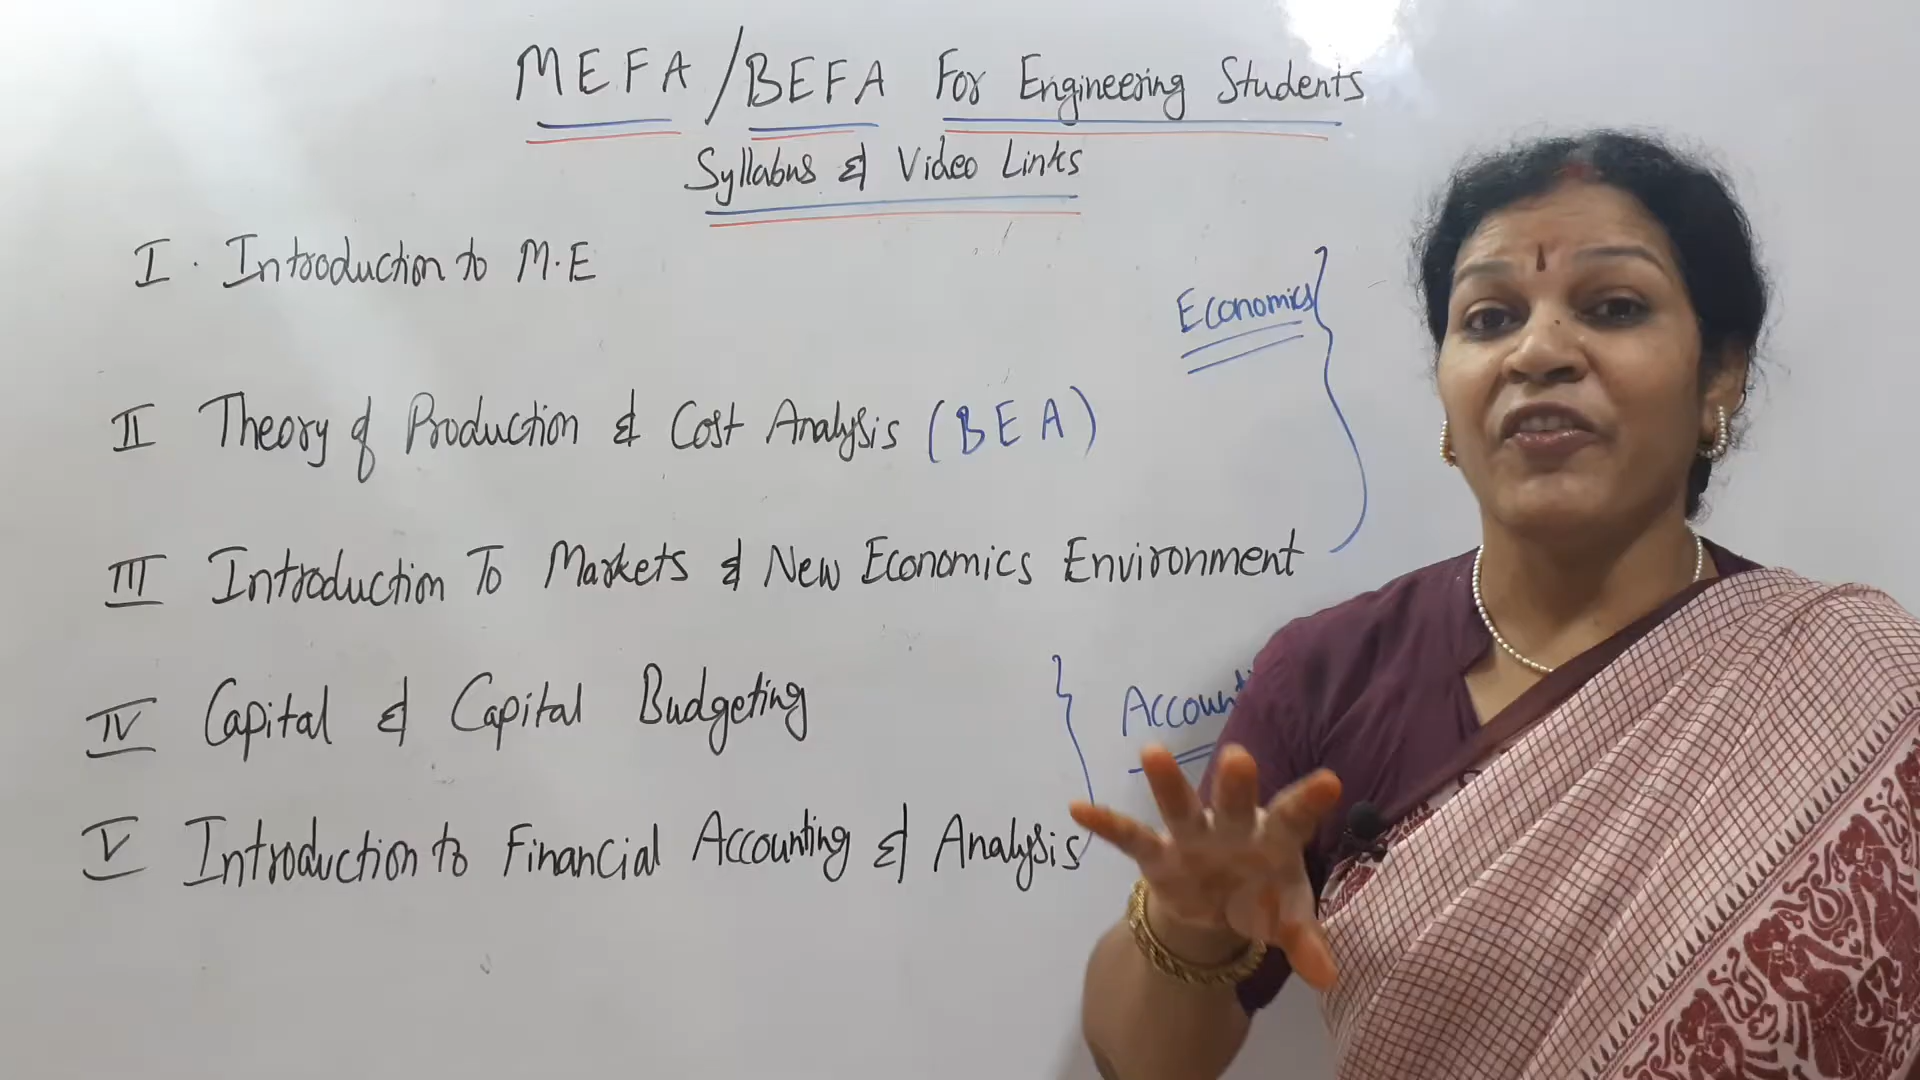 MEFA/BEFA For Engineering Students
Syllabus & Video Links
I. Introduction to M.E
Economics
II Theory of Production & Cost Analysis (BEA)
III Introduction To Markets & New Economics Environment
IV Capital & Capital Budgeting
V Introduction to Financial Accounting & Analysis